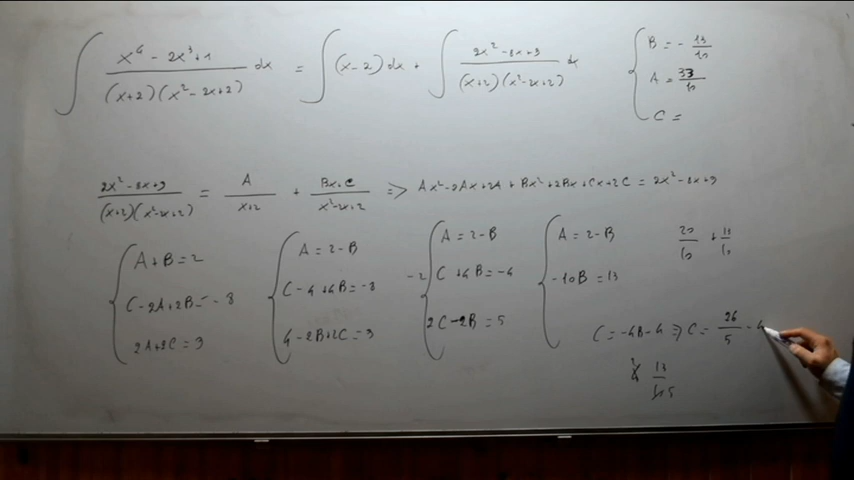 ∫ (x⁴ - 2x³ + 1)/((x+2)(x² - 2x + 2)) dx = ∫ (x-2) dx + ∫ (2x² - 8x + 9)/((x+2)(x² - 2x + 2)) dx
B = - 13/10
A = 33/10
C =
(2x² - 8x + 9)/((x+2)(x² - 2x + 2)) = A/(x+2) + (Bx+C)/(x² - 2x + 2) => Ax² - 2Ax + 2A + Bx² + 2Bx + Cx + 2C = 2x² - 8x + 9
A + B = 2
C - 2A + 2B = - 8
2A + 2C = 9
A = 2 - B
C - 4 + 4B = - 8
4 - 2B + 2C = 9
-2
A = 2 - B
C + 4B = - 4
2C - 2B = 5
A = 2 - B
- 10B = 13
20/10 + 13/10
C = - 4B - 4 => C = 26/5 - 4
2 4 13/10 5